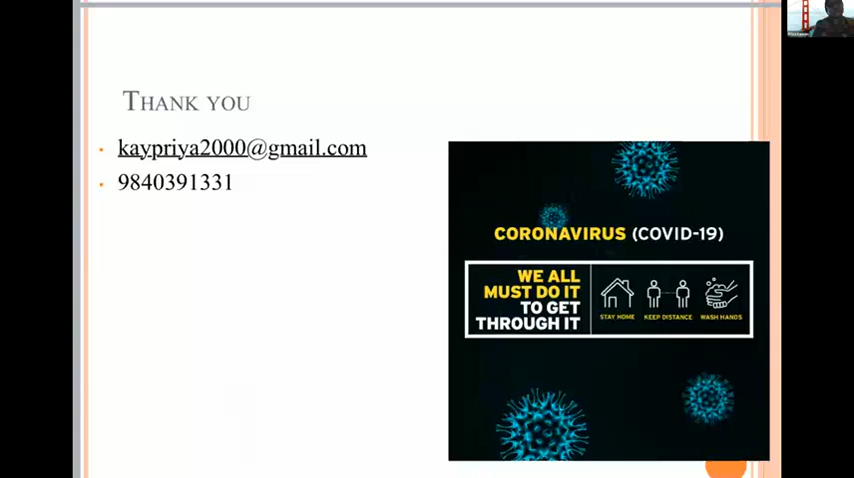 THANK YOU
kaypriya2000@gmail.com
9840391331
CORONAVIRUS (COVID-19)
WE ALL
MUST DO IT
TO GET
THROUGH IT
STAY HOME KEEP DISTANCE WASH HANDS